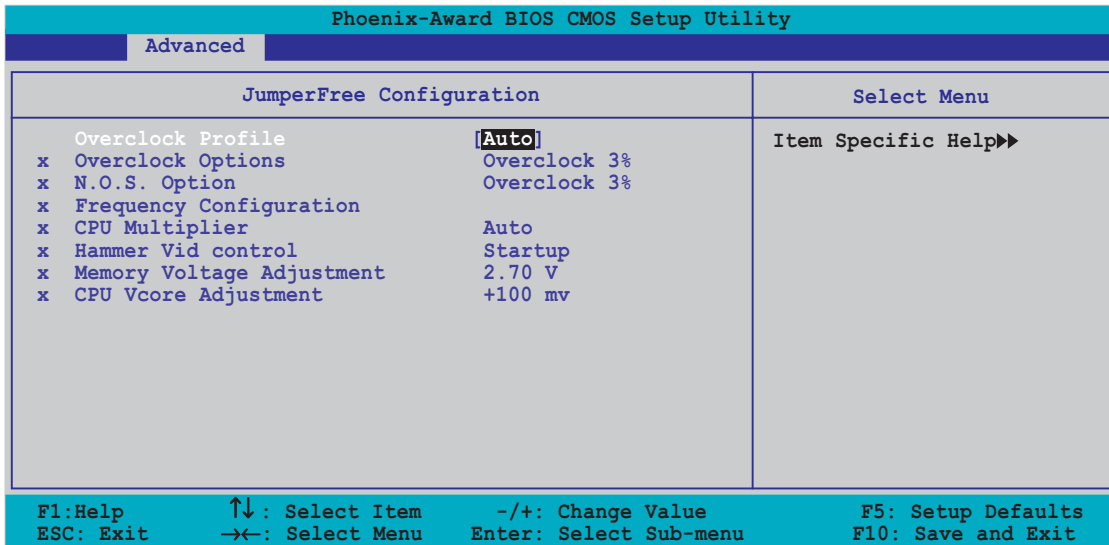 Phoenix-Award BIOS CMOS Setup Utility
Advanced
JumperFree Configuration
Select Menu
Overclock Profile [Auto]
Item Specific Help▶▶
x Overclock Options Overclock 3%
x N.O.S. Option Overclock 3%
x Frequency Configuration
x CPU Multiplier Auto
x Hammer Vid control Startup
x Memory Voltage Adjustment 2.70 V
x CPU Vcore Adjustment +100 mv
F1:Help ↑↓: Select Item -/+: Change Value F5: Setup Defaults
ESC: Exit →←: Select Menu Enter: Select Sub-menu F10: Save and Exit